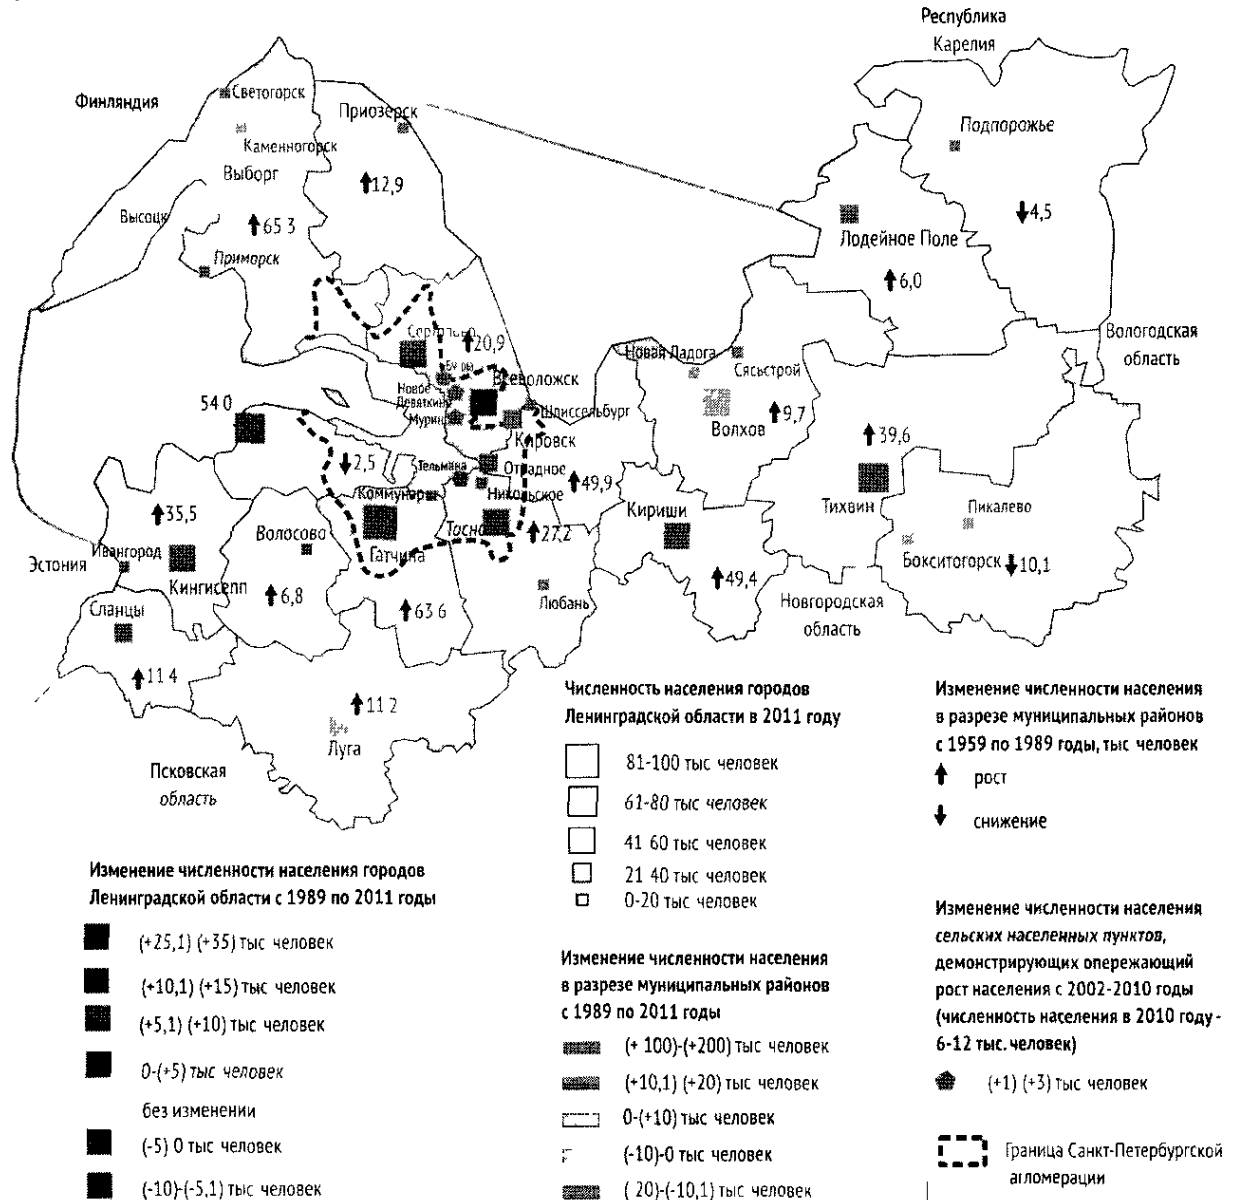 Республика
Карелия
Финляндия
Светогорск
Приозерск
Каменногорск
Выборг
Подпорожье
12,9
Высоцк
65 3
4,5
Лодейное Поле
Приморск
6,0
20,9
Вологодская
область
Новая Ладога
Сясьстрой
Всеволожск
Новое
Девяткино
Мурино
Шлиссельбург
54 0
Волхов
9,7
39,6
Кировск
2,5
Тельмана
Отрадное
49,9
Коммунар
Никольское
Кириши
Тихвин
Пикалево
35,5
Волосово
Тосно
27,2
Гатчина
Ивангород
Эстония
Кингисепп
Бокситогорск
10,1
49,4
6,8
63 6
Любань
Новгородская
область
Сланцы
11 4
11 2
Луга
Псковская
область
Численность населения городов
Ленинградской области в 2011 году
81-100 тыс человек
61-80 тыс человек
41 60 тыс человек
21 40 тыс человек
0-20 тыс человек
Изменение численности населения
в разрезе муниципальных районов
с 1959 по 1989 годы, тыс человек
рост
снижение
Изменение численности населения городов
Ленинградской области с 1989 по 2011 годы
(+25,1) (+35) тыс человек
(+10,1) (+15) тыс человек
(+5,1) (+10) тыс человек
0-(+5) тыс человек
без изменении
(-5) 0 тыс человек
(-10)-(-5,1) тыс человек
Изменение численности населения
в разрезе муниципальных районов
с 1989 по 2011 годы
(+ 100)-(+200) тыс человек
(+10,1) (+20) тыс человек
0-(+10) тыс человек
(-10)-0 тыс человек
( 20)-(-10,1) тыс человек
Изменение численности населения
сельских населенных пунктов,
демонстрирующих опережающий
рост населения с 2002-2010 годы
(численность населения в 2010 году -
6-12 тыс. человек)
(+1) (+3) тыс человек
Граница Санкт-Петербургской
агломерации